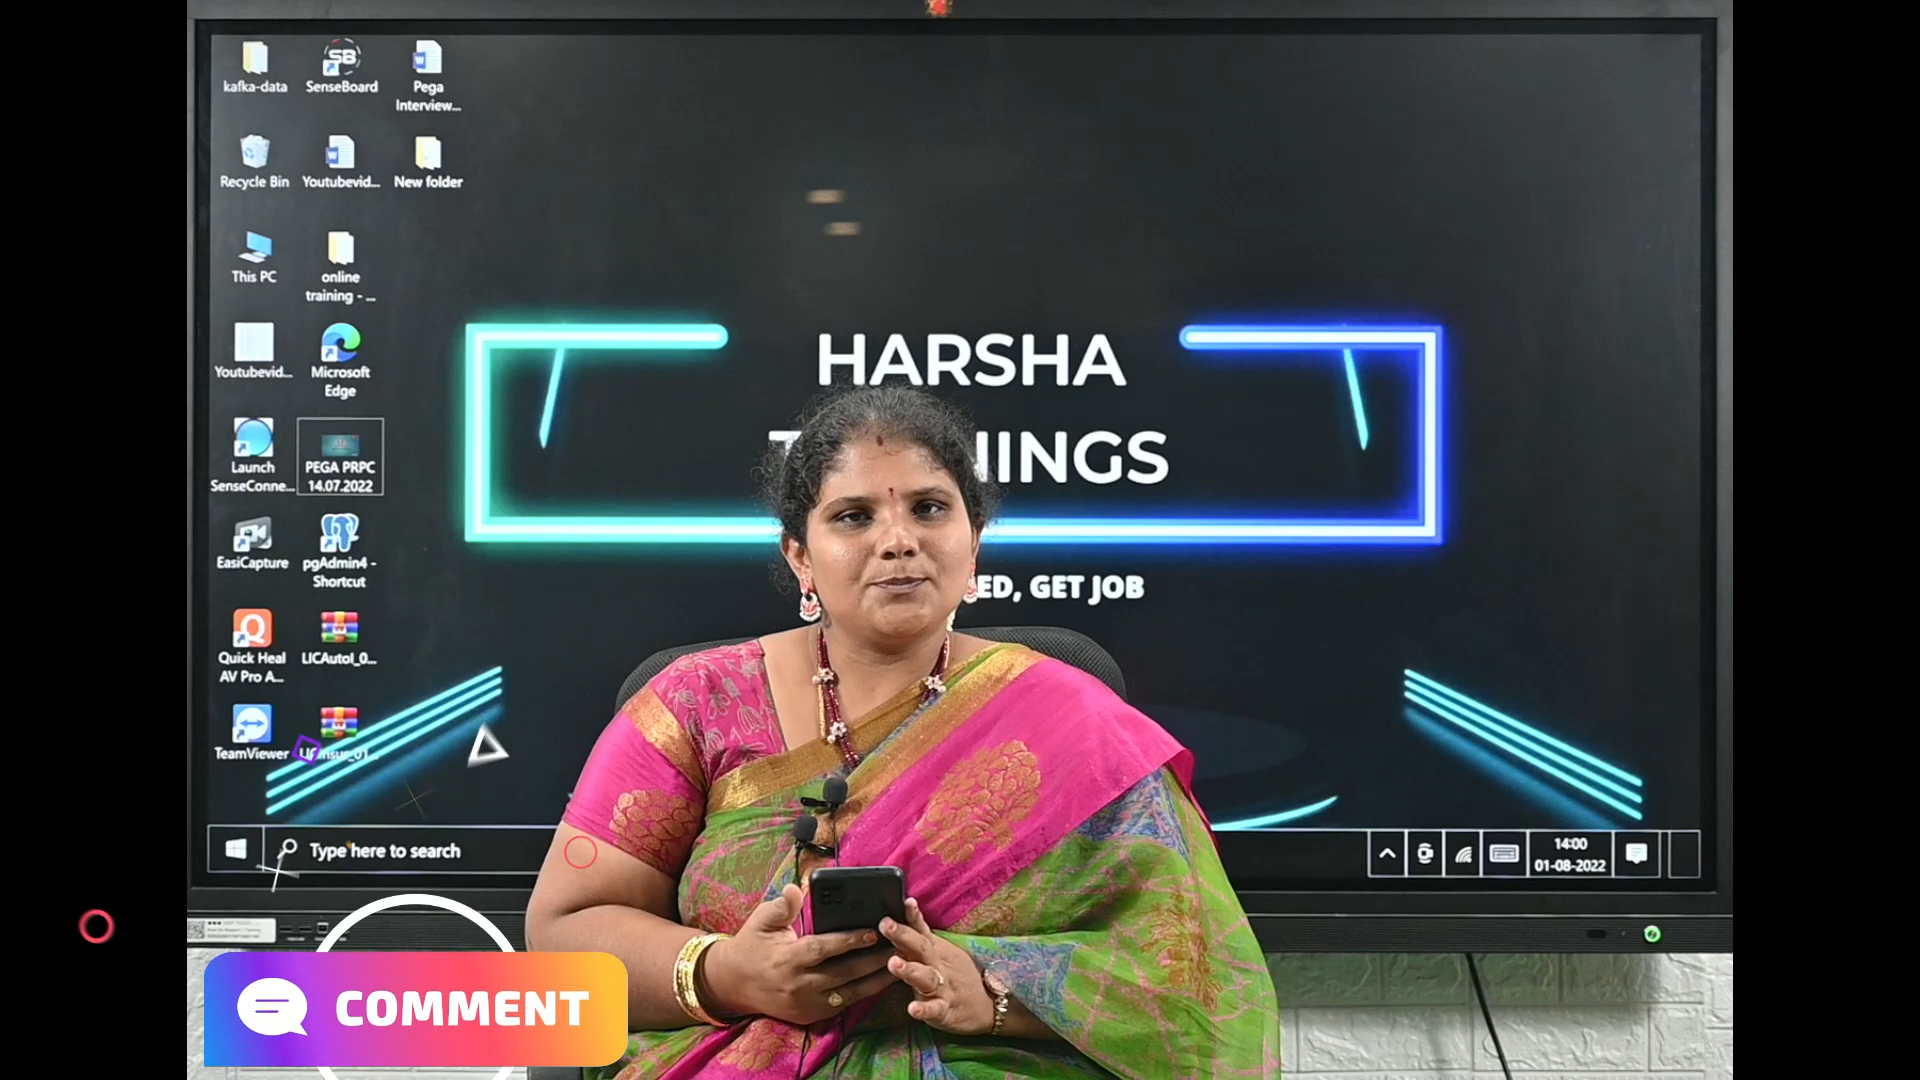 kafka-data
SenseBoard
Pega
Interview...
Recycle Bin
Youtubevid...
New folder
This PC
online
training - ...
Youtubevid...
Microsoft
Edge
Launch
SenseConne...
PEGA PRPC
14.07.2022
EasiCapture
pgAdmin4 -
Shortcut
Quick Heal
AV Pro A...
LICAutoI_0...
TeamViewer
HARSHA
INGS
ED, GET JOB
Type here to search
14:00
01-08-2022
COMMENT